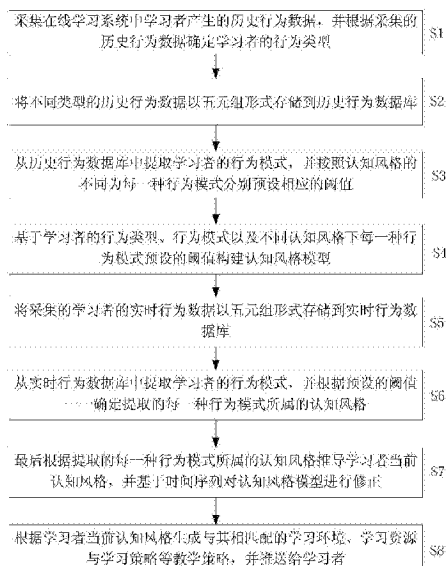 采集在线学习系统中学习者产生的历史行为数据，并根据采集的
历史行为数据确定学习者的行为类型
S1
将不同类型的历史行为数据以五元组形式存储到历史行为数据库
S2
从历史行为数据库中提取学习者的行为模式，并按照认知风格的
不同为每一种行为模式分别预设相应的阈值
S3
基于学习者的行为类型、行为模式以及不同认知风格下每一种行
为模式预设的阈值构建认知风格模型
S4
将采集的学习者的实时行为数据以五元组形式存储到实时行为数
据库
S5
从实时行为数据库中提取学习者的行为模式，并根据预设的阈值
一一确定提取的每一种行为模式所属的认知风格
S6
最后根据提取的每一种行为模式所属的认知风格推导学习者当前
认知风格，并基于时间序列对认知风格模型进行修正
S7
根据学习者当前认知风格生成与其相匹配的学习环境、学习资源
与学习策略等教学策略，并推送给学习者
S8